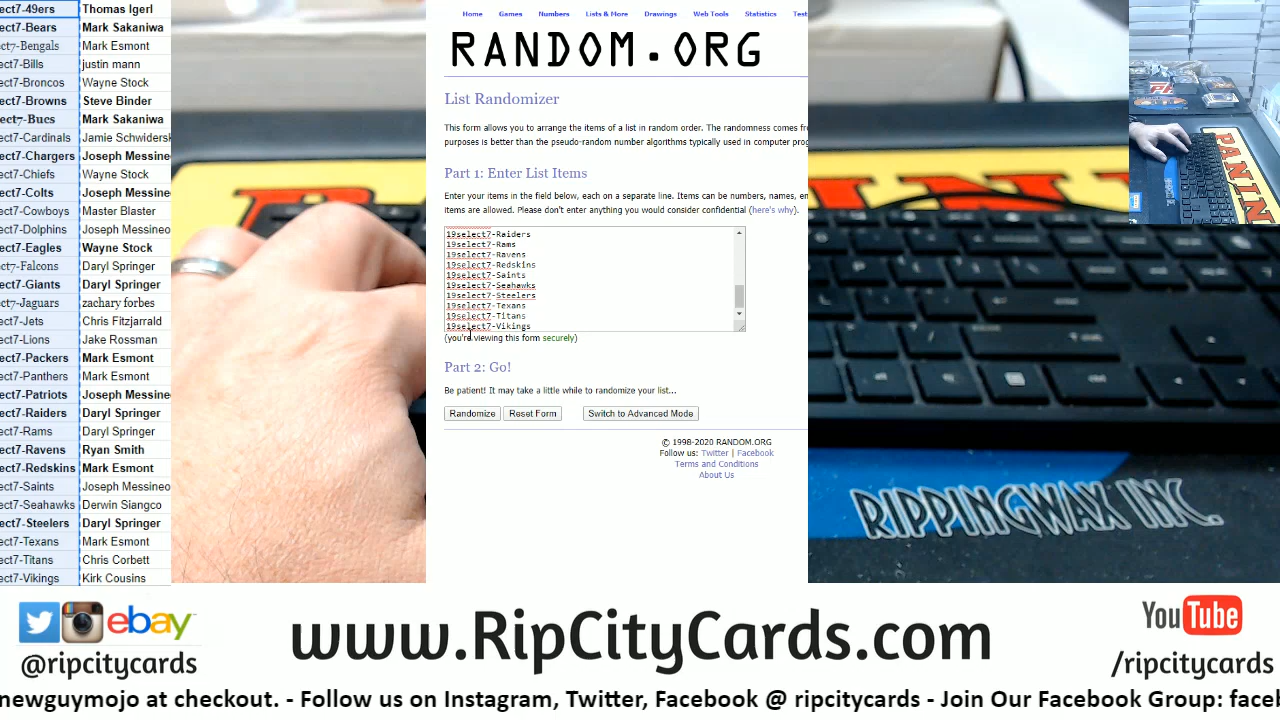 ect7-49ers Thomas Igerl
ect7-Bears Mark Sakaniwa
ect7-Bengals Mark Esmont
ect7-Bills justin mann
ect7-Broncos Wayne Stock
ect7-Browns Steve Binder
ect7-Bucs Mark Sakaniwa
ect7-Cardinals Jamie Schwidersk
ect7-Chargers Joseph Messine
ect7-Chiefs Wayne Stock
ect7-Colts Joseph Messine
ect7-Cowboys Master Blaster
ect7-Dolphins Joseph Messineo
ect7-Eagles Wayne Stock
ect7-Falcons Daryl Springer
ect7-Giants Daryl Springer
ect7-Jaguars zachary forbes
ect7-Jets Chris Fitzjarrald
ect7-Lions Jake Rossman
ect7-Packers Mark Esmont
ect7-Panthers Mark Esmont
ect7-Patriots Joseph Messine
ect7-Raiders Daryl Springer
ect7-Rams Daryl Springer
ect7-Ravens Ryan Smith
ect7-Redskins Mark Esmont
ect7-Saints Joseph Messineo
ect7-Seahawks Derwin Siangco
ect7-Steelers Daryl Springer
ect7-Texans Mark Esmont
ect7-Titans Chris Corbett
ect7-Vikings Kirk Cousins
Home Games Numbers Lists & More Drawings Web Tools Statistics Test
RANDOM.ORG
List Randomizer
This form allows you to arrange the items of a list in random order. The randomness comes fr
purposes is better than the pseudo-random number algorithms typically used in computer prog
Part 1: Enter List Items
Enter your items in the field below, each on a separate line. Items can be numbers, names, en
items are allowed. Please don't enter anything you would consider confidential (here's why).
19select7-Raiders
19select7-Rams
19select7-Ravens
19select7-Redskins
19select7-Saints
19select7-Seahawks
19select7-Steelers
19select7-Texans
19select7-Titans
19select7-Vikings
(you're viewing this form securely)
Part 2: Go!
Be patient! It may take a little while to randomize your list...
Randomize Reset Form Switch to Advanced Mode
© 1998-2020 RANDOM.ORG
Follow us: Twitter | Facebook
Terms and Conditions
About Us
PANINI
RIPPINGWAX INC.
ebay
@ripcitycards
www.RipCityCards.com
YouTube
/ripcitycards
newguymojo at checkout. - Follow us on Instagram, Twitter, Facebook @ ripcitycards - Join Our Facebook Group: faceb